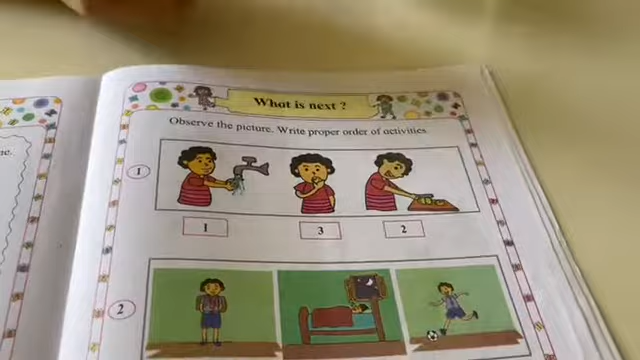 What is next ?
Observe the picture. Write proper order of activities
1
1 3 2
2